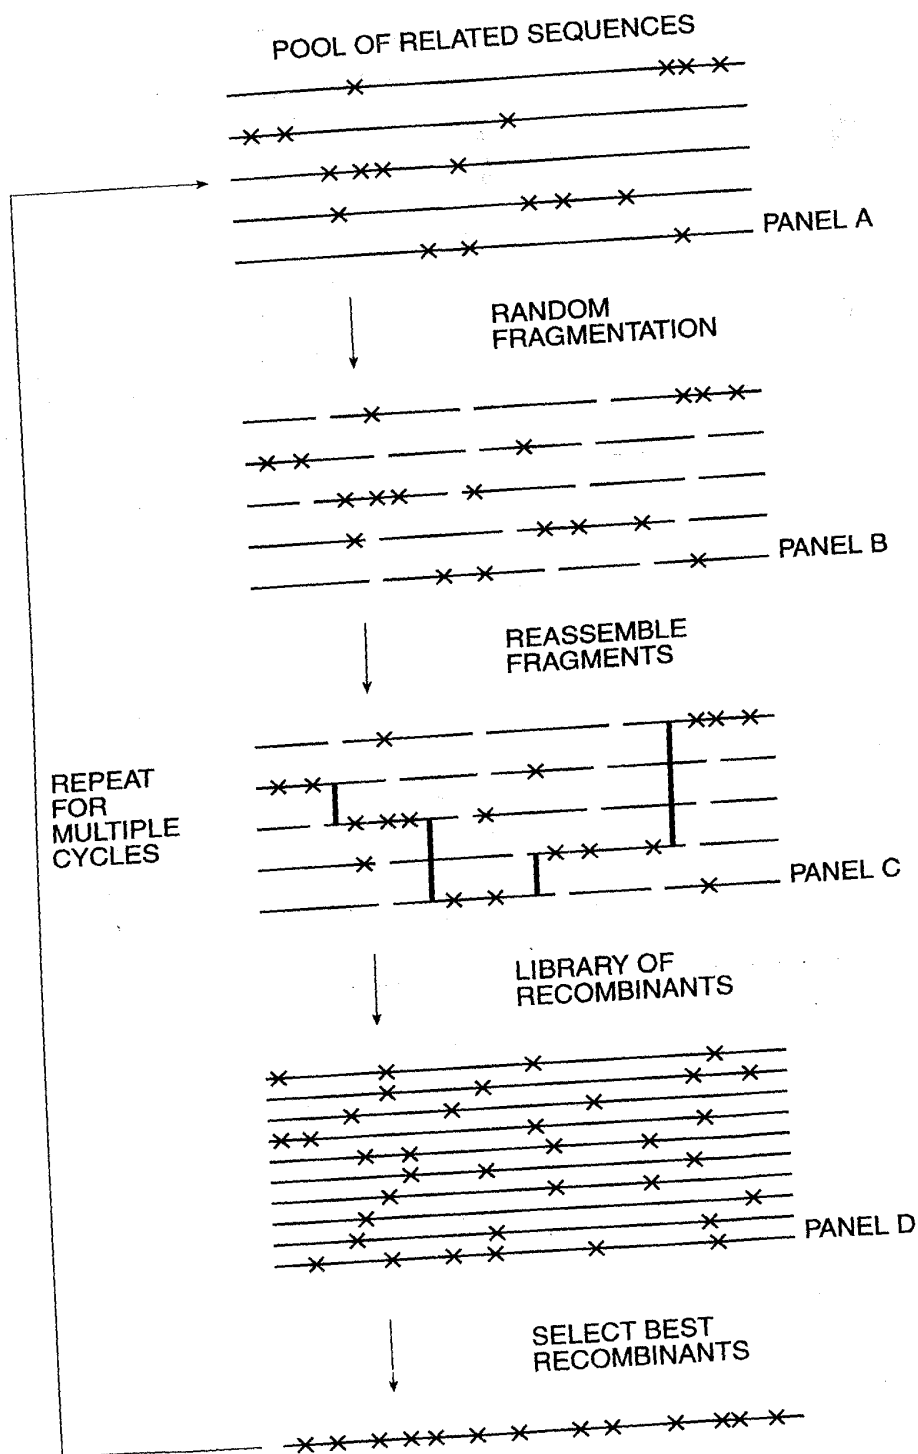 POOL OF RELATED SEQUENCES
PANEL A
RANDOM
FRAGMENTATION
PANEL B
REASSEMBLE
FRAGMENTS
REPEAT
FOR
MULTIPLE
CYCLES
PANEL C
LIBRARY OF
RECOMBINANTS
PANEL D
SELECT BEST
RECOMBINANTS